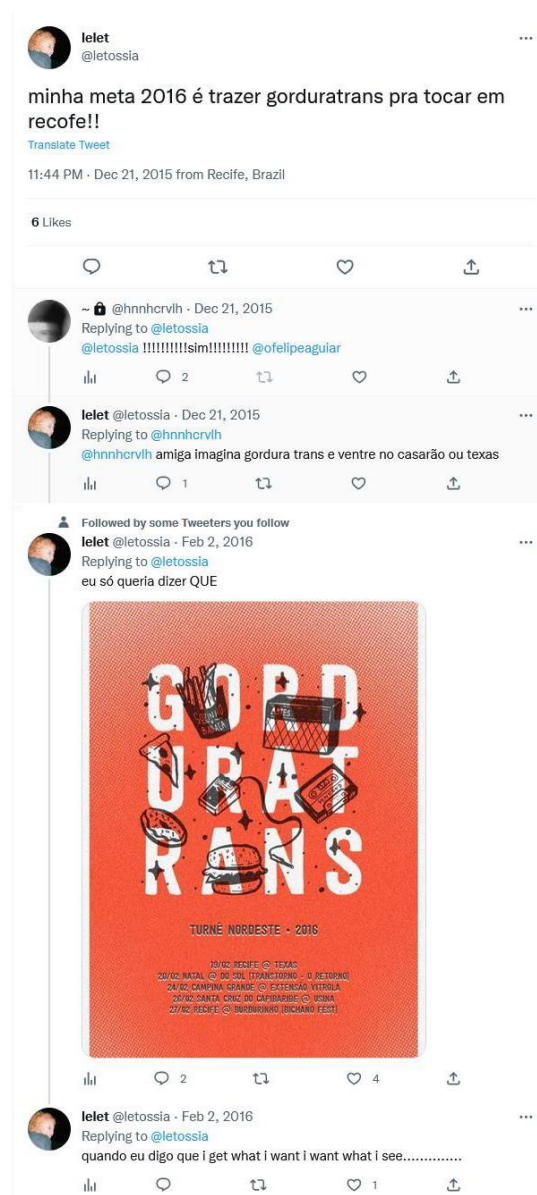 lelet
@letossia
minha meta 2016 é trazer gorduratrans pra tocar em
recofe!!
Translate Tweet
11:44 PM · Dec 21, 2015 from Recife, Brazil
6 Likes
~ @hnnhcrvlh · Dec 21, 2015
Replying to @letossia
@letossia !!!!!!!!!!sim!!!!!!!!! @ofelipeaguiar
2
lelet @letossia · Dec 21, 2015
Replying to @hnnhcrvlh
@hnnhcrvlh amiga imagina gordura trans e ventre no casarão ou texas
1
Followed by some Tweeters you follow
lelet @letossia · Feb 2, 2016
Replying to @letossia
eu só queria dizer QUE
GORD
URAT
RANS
TURNÊ NORDESTE • 2016
19/02 RECIFE @ TEXAS
20/02 NATAL @ DO SOL [TRANSTORNO - O RETORNO]
24/02 CAMPINA GRANDE @ EXTENSÃO VITROLA
26/02 SANTA CRUZ DO CAPIBARIBE @ USINA
27/02 RECIFE @ BURBURINHO [BICHANO FEST]
2 4
lelet @letossia · Feb 2, 2016
Replying to @letossia
quando eu digo que i get what i want i want what i see..............
1